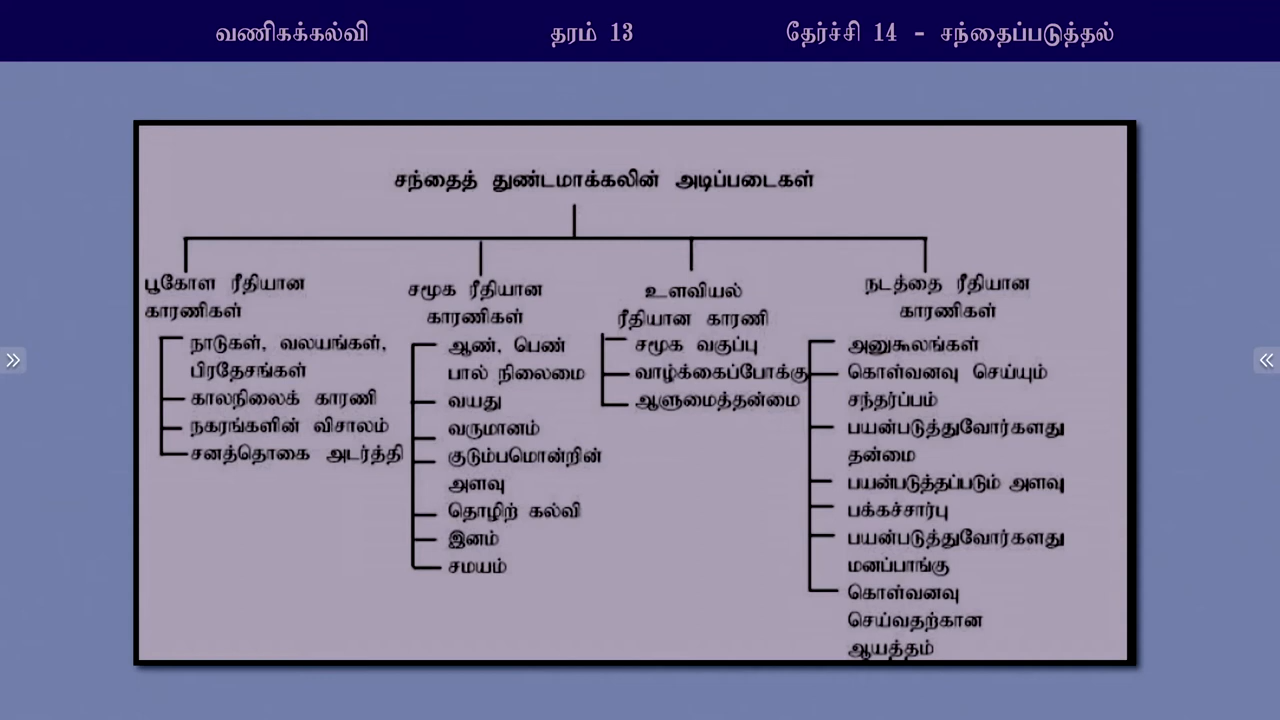 வணிகக்கல்வி தரம் 13 தேர்ச்சி 14 - சந்தைப்படுத்தல்
சந்தைத் துண்டமாக்கலின் அடிப்படைகள்
பூகோள ரீதியான
காரணிகள்
நாடுகள், வலயங்கள்,
பிரதேசங்கள்
காலநிலைக் காரணி
நகரங்களின் விசாலம்
சனத்தொகை அடர்த்தி
சமூக ரீதியான
காரணிகள்
ஆண், பெண்
பால் நிலைமை
வயது
வருமானம்
குடும்பமொன்றின்
அளவு
தொழிற் கல்வி
இனம்
சமயம்
உளவியல்
ரீதியான காரணி
சமூக வகுப்பு
வாழ்க்கைப்போக்கு
ஆளுமைத்தன்மை
நடத்தை ரீதியான
காரணிகள்
அனுகூலங்கள்
கொள்வனவு செய்யும்
சந்தர்ப்பம்
பயன்படுத்துவோர்களது
தன்மை
பயன்படுத்தப்படும் அளவு
பக்கச்சார்பு
பயன்படுத்துவோர்களது
மனப்பாங்கு
கொள்வனவு
செய்வதற்கான
ஆயத்தம்